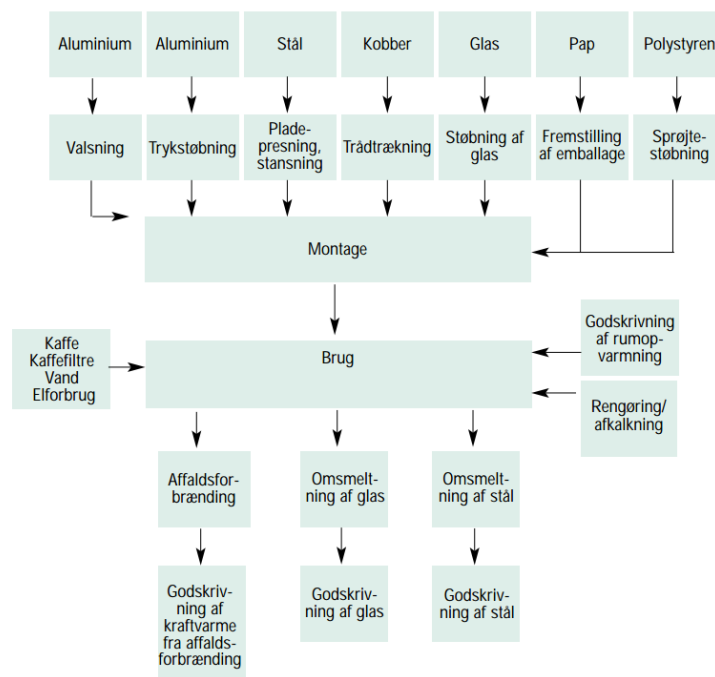 Aluminium
Aluminium
Stål
Kobber
Glas
Pap
Polystyren
Valsning
Trykstøbning
Plade-
presning,
stansning
Trådtrækning
Støbning af
glas
Fremstilling
af emballage
Sprøjte-
støbning
Montage
Kaffe
Kaffefiltre
Vand
Elforbrug
Brug
Godskrivning
af rumop-
varmning
Rengøring/
afkalkning
Affaldsfor-
brænding
Omsmelt-
ning af glas
Omsmelt-
ning af stål
Godskriv-
ning af
kraftvarme
fra affalds-
forbrænding
Godskriv-
ning af glas
Godskriv-
ning af stål